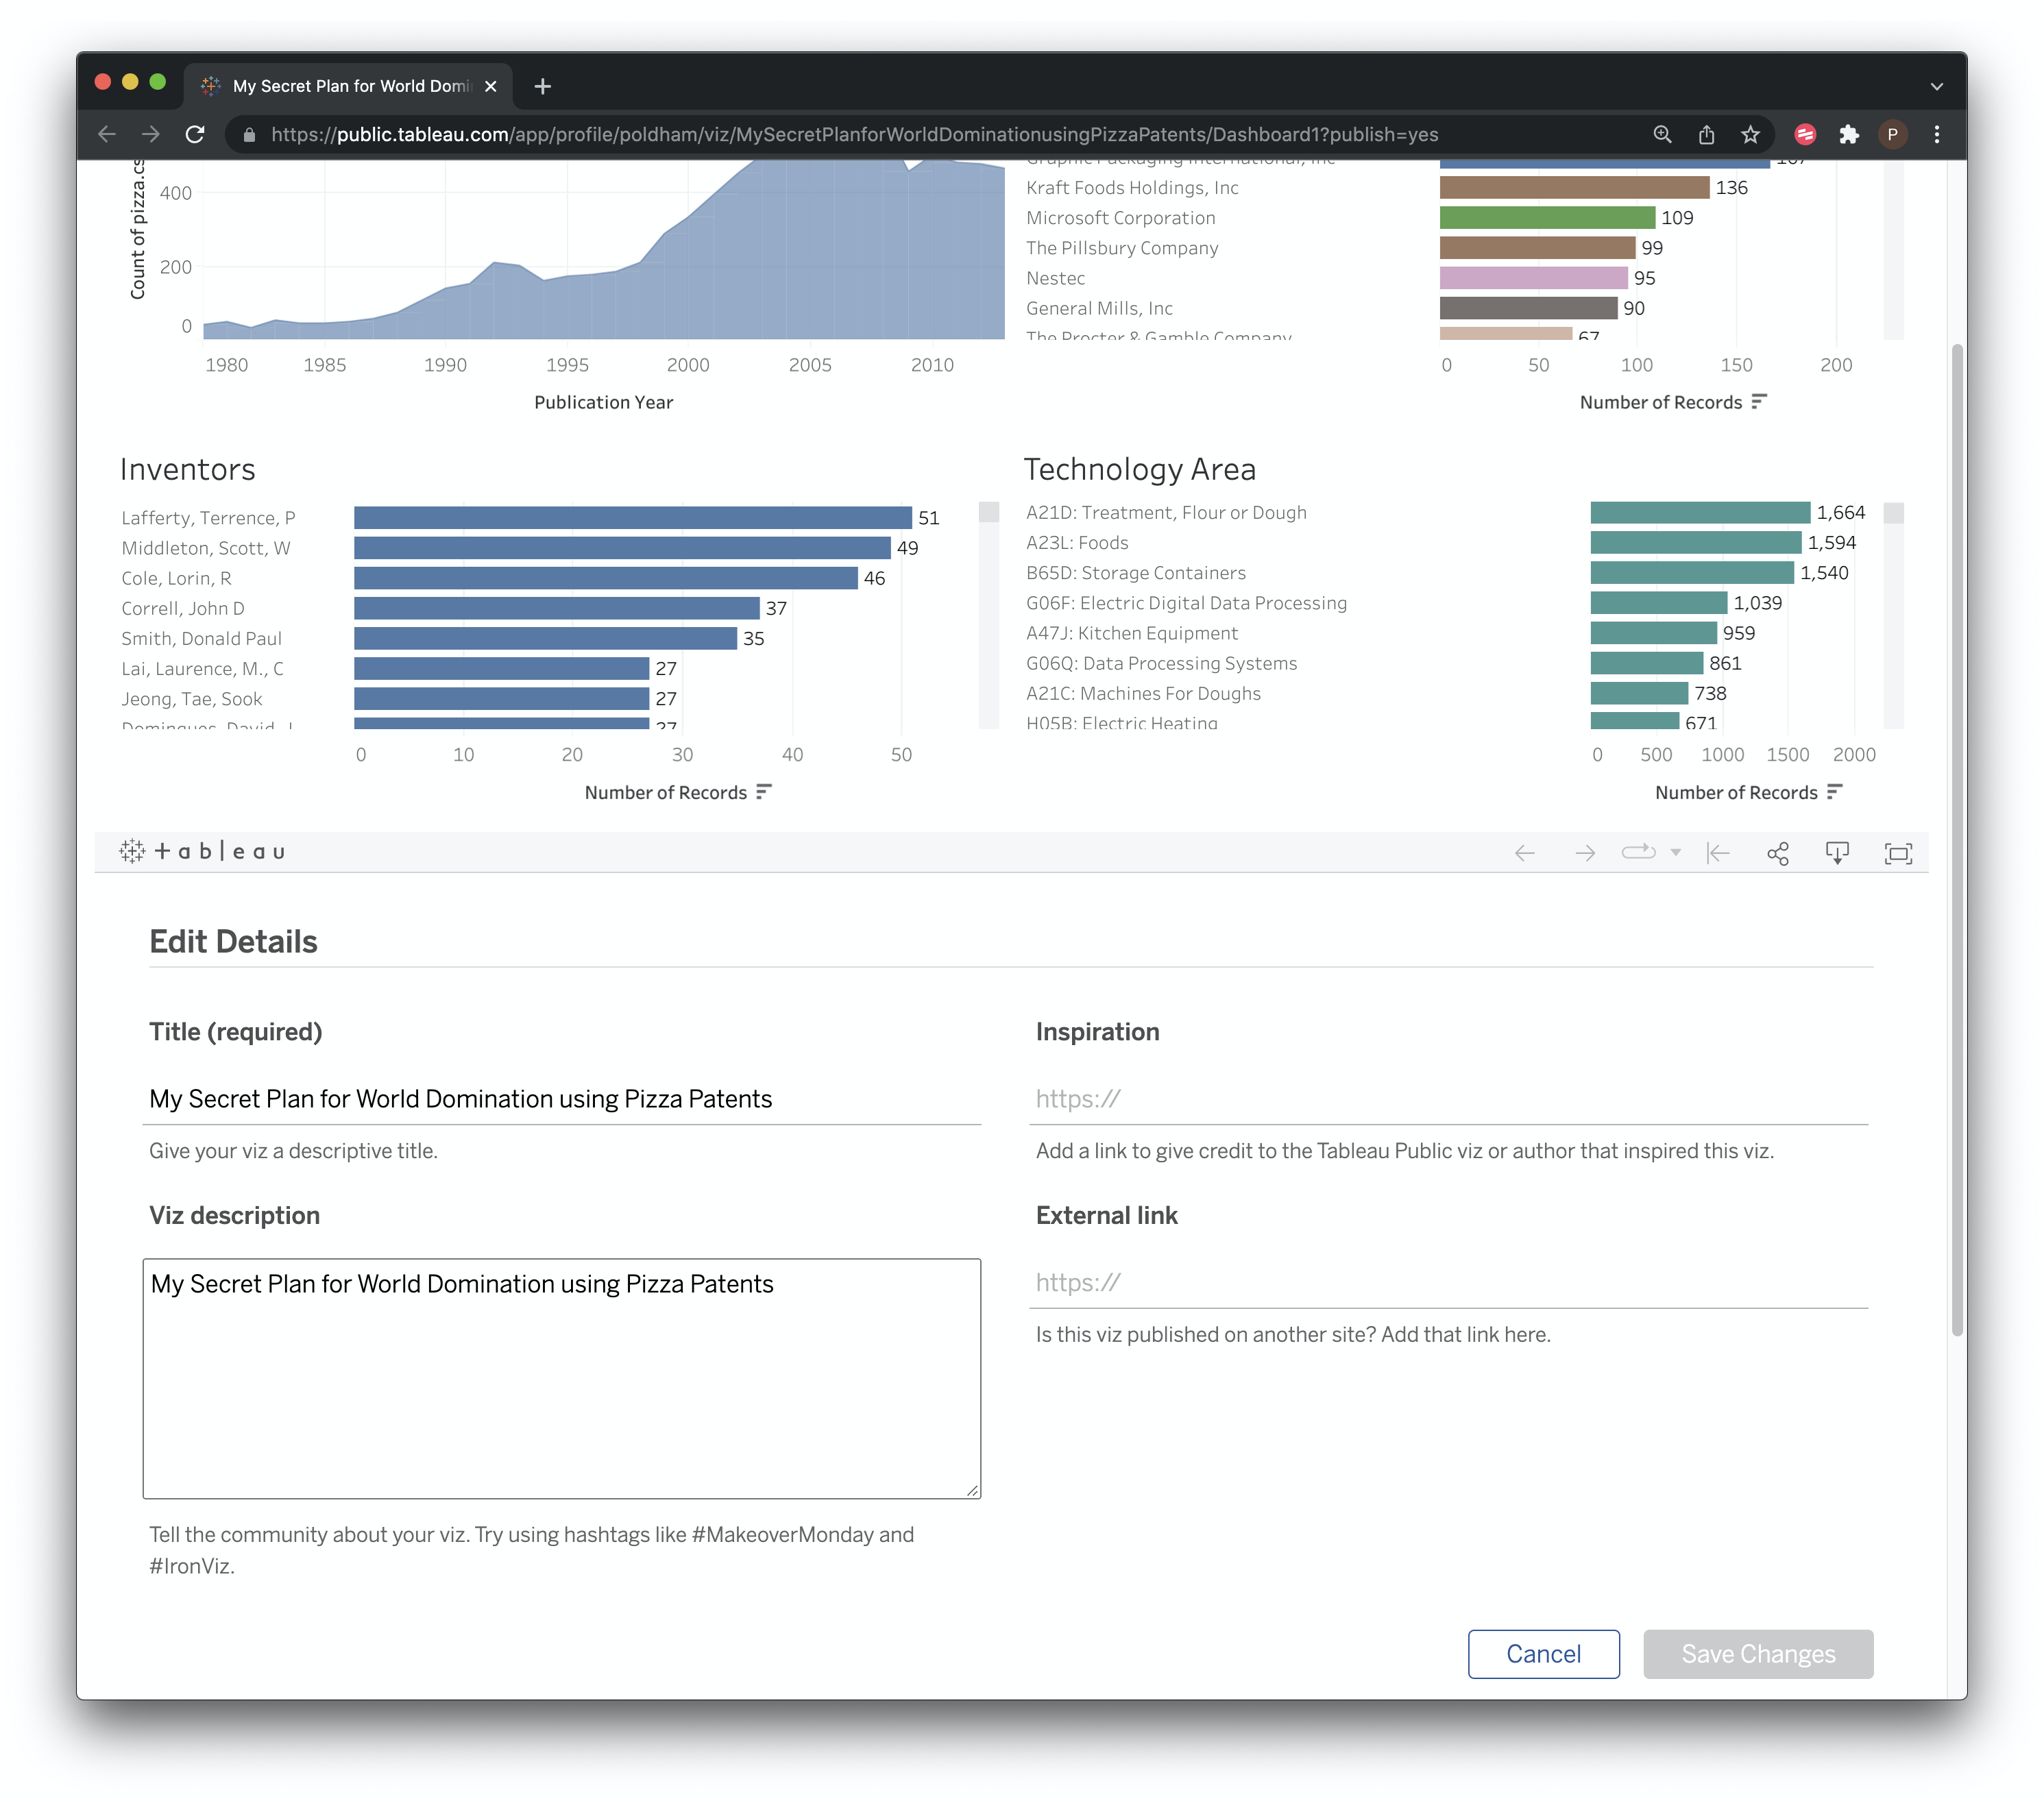 My Secret Plan for World Domi
https://public.tableau.com/app/profile/poldham/viz/MySecretPlanforWorldDominationusingPizzaPatents/Dashboard1?publish=yes
P
Count of pizza.cs
400
200
0
1980 1985 1990 1995 2000 2005 2010
Publication Year
Graphic Packaging International, Inc 167
Kraft Foods Holdings, Inc 136
Microsoft Corporation 109
The Pillsbury Company 99
Nestec 95
General Mills, Inc 90
The Procter & Gamble Company 67
0 50 100 150 200
Number of Records
Inventors
Lafferty, Terrence, P 51
Middleton, Scott, W 49
Cole, Lorin, R 46
Correll, John D 37
Smith, Donald Paul 35
Lai, Laurence, M., C 27
Jeong, Tae, Sook 27
Domingues, David, J 27
0 10 20 30 40 50
Number of Records
Technology Area
A21D: Treatment, Flour or Dough 1,664
A23L: Foods 1,594
B65D: Storage Containers 1,540
G06F: Electric Digital Data Processing 1,039
A47J: Kitchen Equipment 959
G06Q: Data Processing Systems 861
A21C: Machines For Doughs 738
H05B: Electric Heating 671
0 500 1000 1500 2000
Number of Records
+ableau
Edit Details
Title (required)
My Secret Plan for World Domination using Pizza Patents
Give your viz a descriptive title.
Inspiration
https://
Add a link to give credit to the Tableau Public viz or author that inspired this viz.
Viz description
My Secret Plan for World Domination using Pizza Patents
Tell the community about your viz. Try using hashtags like #MakeoverMonday and
#IronViz.
External link
https://
Is this viz published on another site? Add that link here.
Cancel
Save Changes